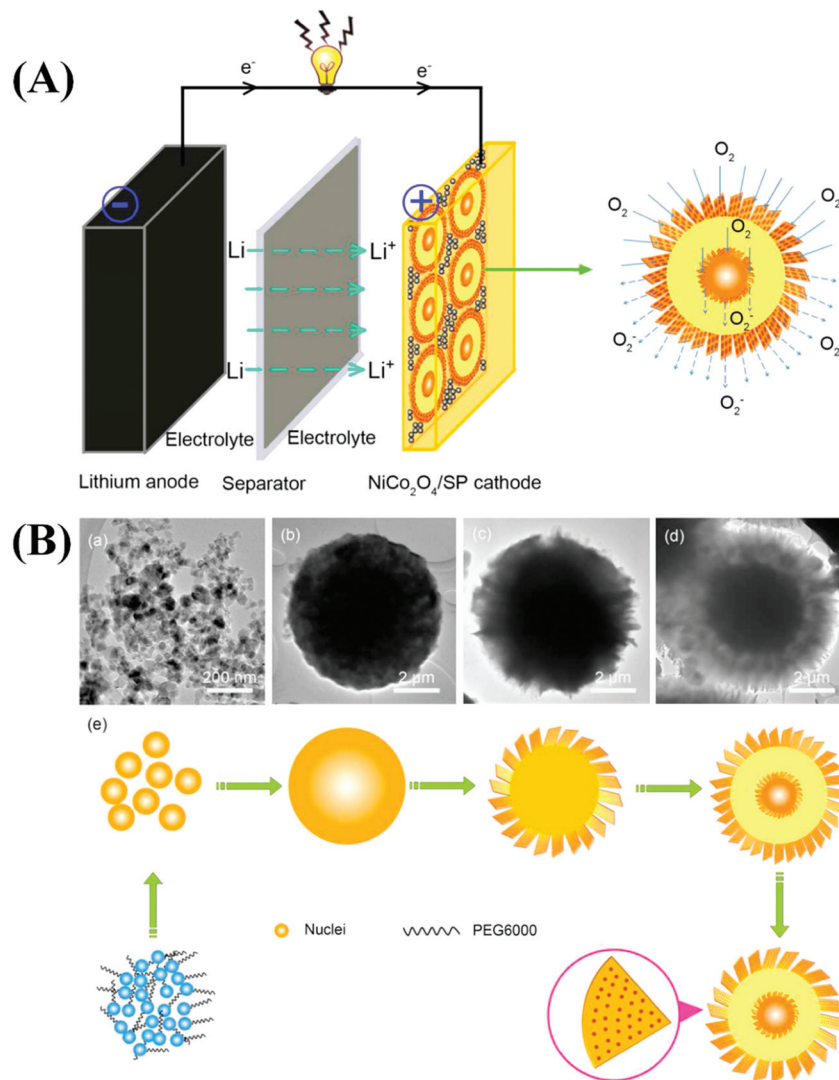 (A)
e⁻
e⁻
-
+
Li
Li⁺
Li
Li⁺
Electrolyte
Electrolyte
Lithium anode
Separator
NiCo₂O₄/SP cathode
O₂
O₂
O₂
O₂
O₂
O₂
O₂⁻
O₂⁻
O₂
O₂⁻
(B)
(a)
200 nm
(b)
2 μm
(c)
2 μm
(d)
2 μm
(e)
Nuclei
PEG6000